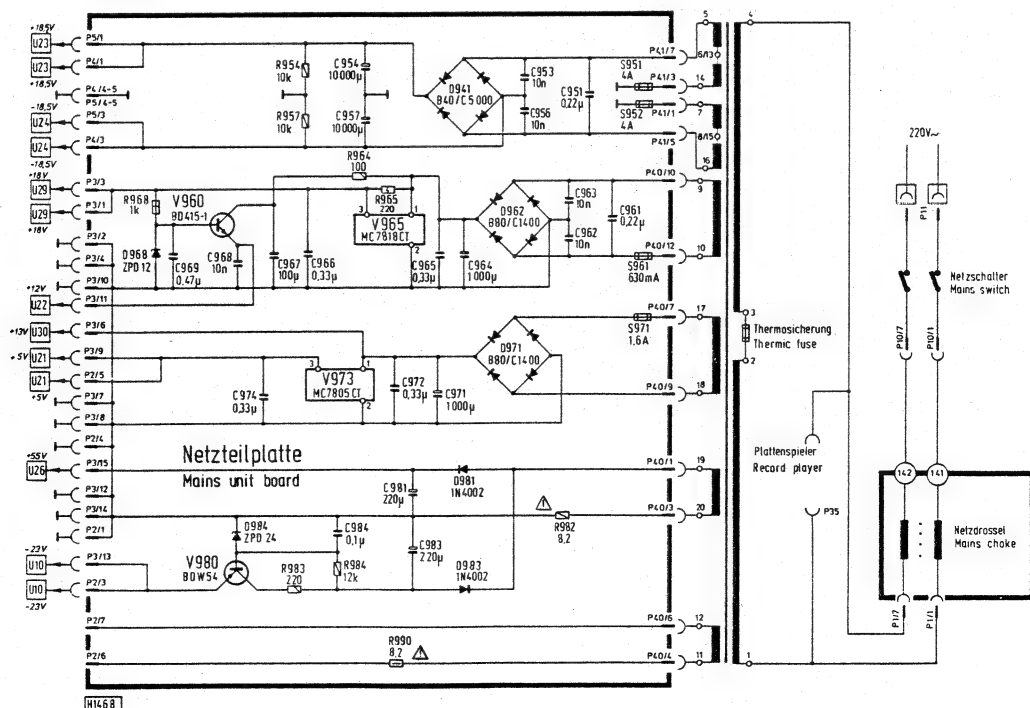 +18,5V
U23 P5/1
U23 P4/1
+18,5V
P4/4-5
P5/4-5
-18,5V
U24 P5/3
U24 P4/3
-18,5V
+18V
U29 P3/3
U29 P3/1
+18V
P3/2
P3/4
P3/10
+12V
U22 P3/11
+13V U30 P3/6
+5V U21 P3/9
U21 P2/5
+5V
P3/7
P3/8
P2/4
+55V
U26 P3/15
P3/12
P3/14
P2/1
-23V
U10 P3/13
U10 P2/3
-23V
P2/7
P2/6
R954
10k
C954
10000µ
R957
10k
C957
10000µ
D941
B40/C5000
C953
10n
C956
10n
C951
0,22µ
S951
4A
S952
4A
P41/7
P41/3
P41/1
P41/5
5
6/13
14
7
8/15
16
4
R964
100
R968
1k
V960
BD415-1
D968
ZPD 12
C969
0,47µ
C968
10n
C967
100µ
C966
0,33µ
R965
220
3
1
V965
MC7818CT
2
C965
0,33µ
C964
1000µ
D962
B80/C1400
C963
10n
C962
10n
C961
0,22µ
S961
630mA
P40/10
P40/12
9
10
C974
0,33µ
3
1
V973
MC7805CT
2
C972
0,33µ
C971
1000µ
D971
B80/C1400
S971
1,6A
P40/7
P40/9
17
18
3
Thermosicherung
Thermic fuse
2
Netzteilplatte
Mains unit board
C981
220µ
D981
1N4002
D984
ZPD 24
C984
0,1µ
C983
220µ
R982
8,2
V980
BDW54
R983
220
R984
12k
D983
1N4002
P40/1
P40/3
19
20
R990
8,2
P40/6
P40/4
12
11
1
220V~
P11
Netzschalter
Mains switch
P10/7
P10/1
Plattenspieler
Record player
P35
142
141
Netzdrossel
Mains choke
P1/7
P1/1
H1468